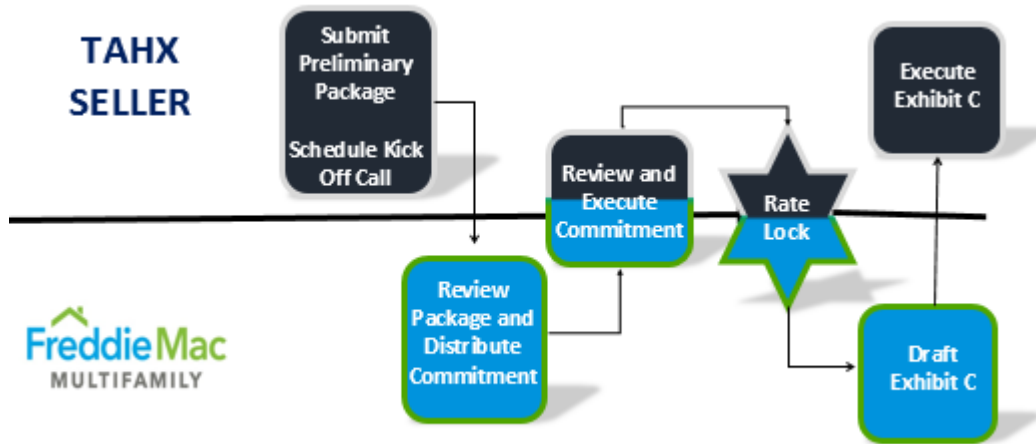 TAHX
SELLER
Submit
Preliminary
Package
Schedule Kick
Off Call
Review and
Execute
Commitment
Rate
Lock
Execute
Exhibit C
Review
Package and
Distribute
Commitment
Draft
Exhibit C
FreddieMac
MULTIFAMILY